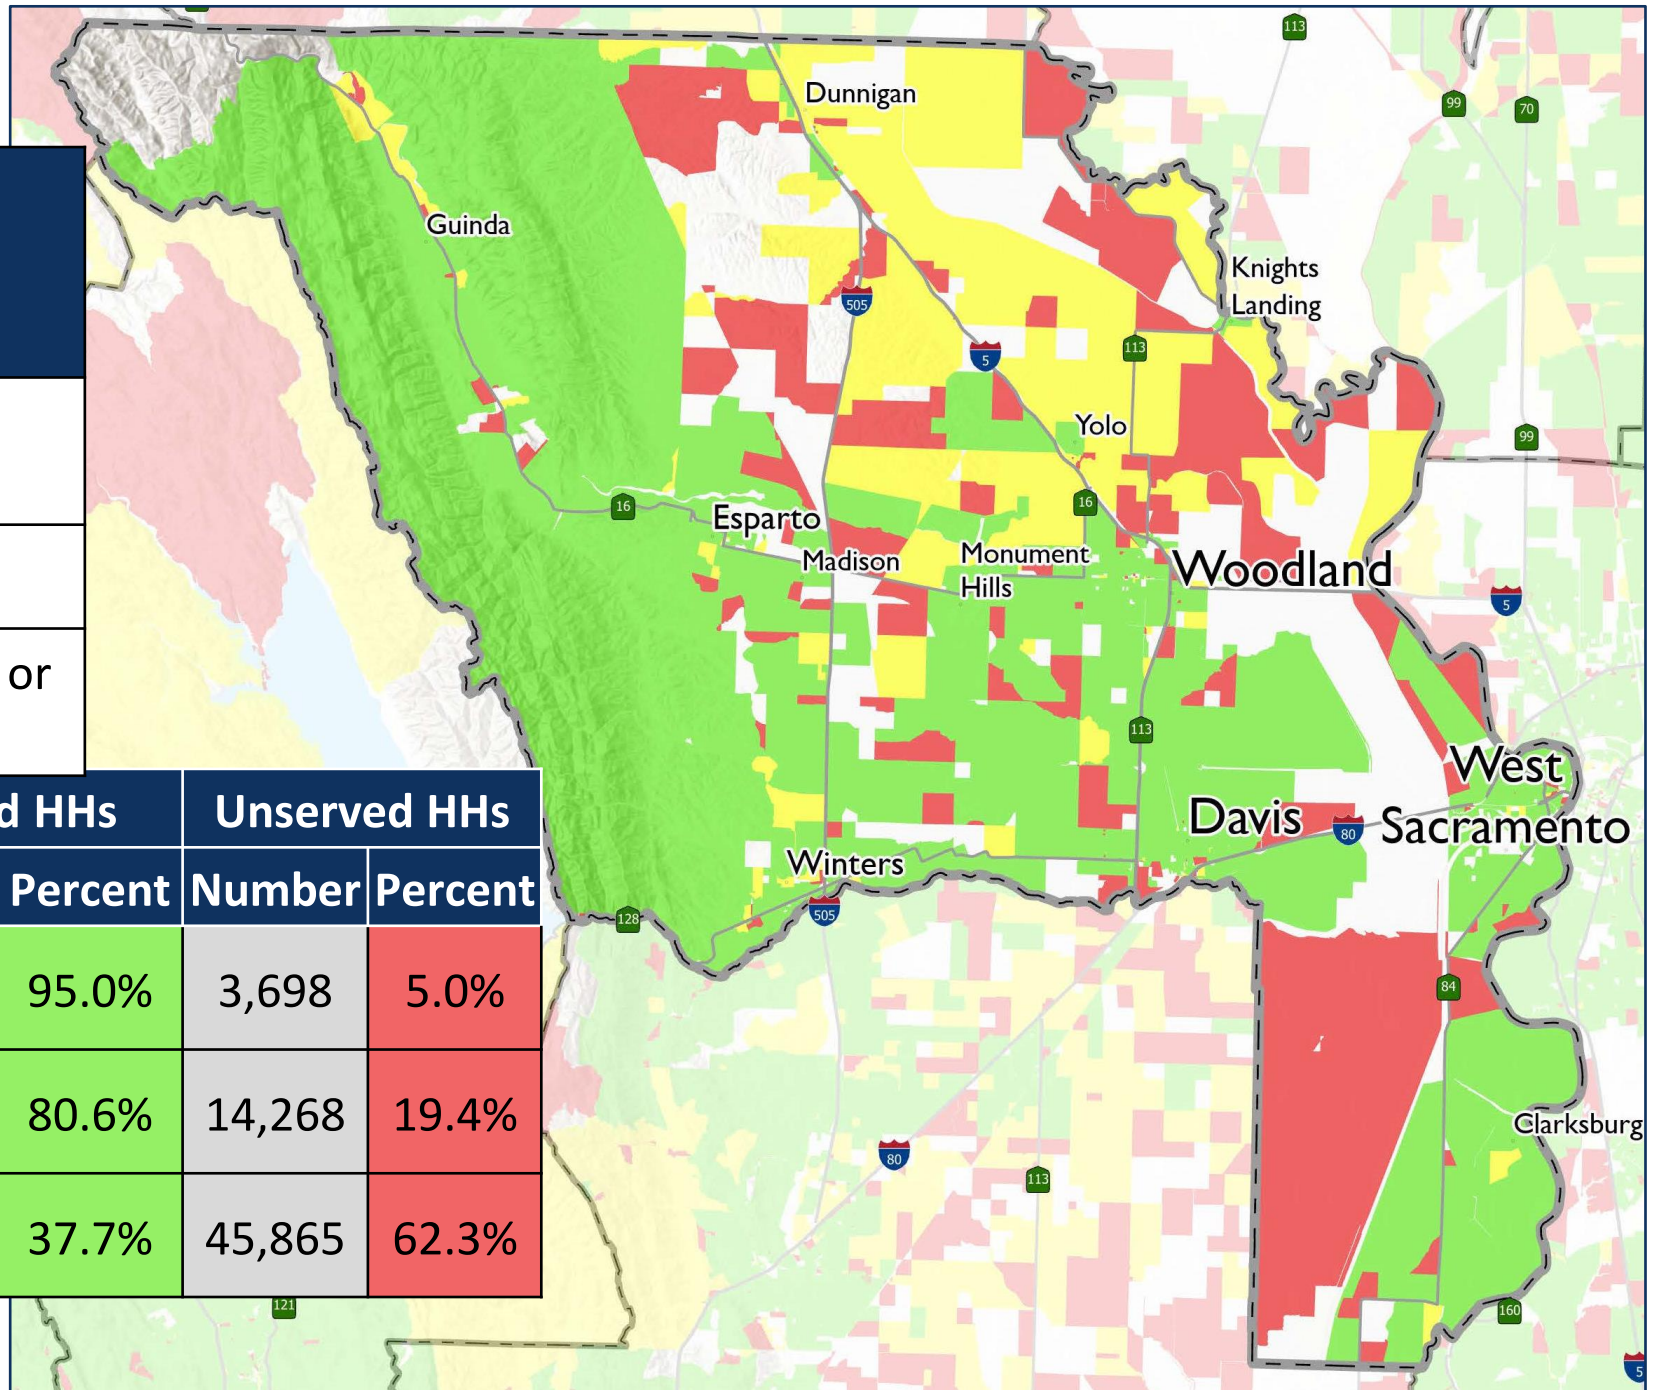 113
99
70
Dunnigan
or
Guinda
Knights
Landing
505
5
113
Yolo
99
16
16
Esparto
Madison
Monument
Hills
Woodland
5
113
West
Sacramento
Davis
80
Winters
505
128
d HHs
Unserved HHs
Percent
Number
Percent
95.0%
3,698
5.0%
80.6%
14,268
19.4%
37.7%
45,865
62.3%
84
Clarksburg
80
113
121
160
5